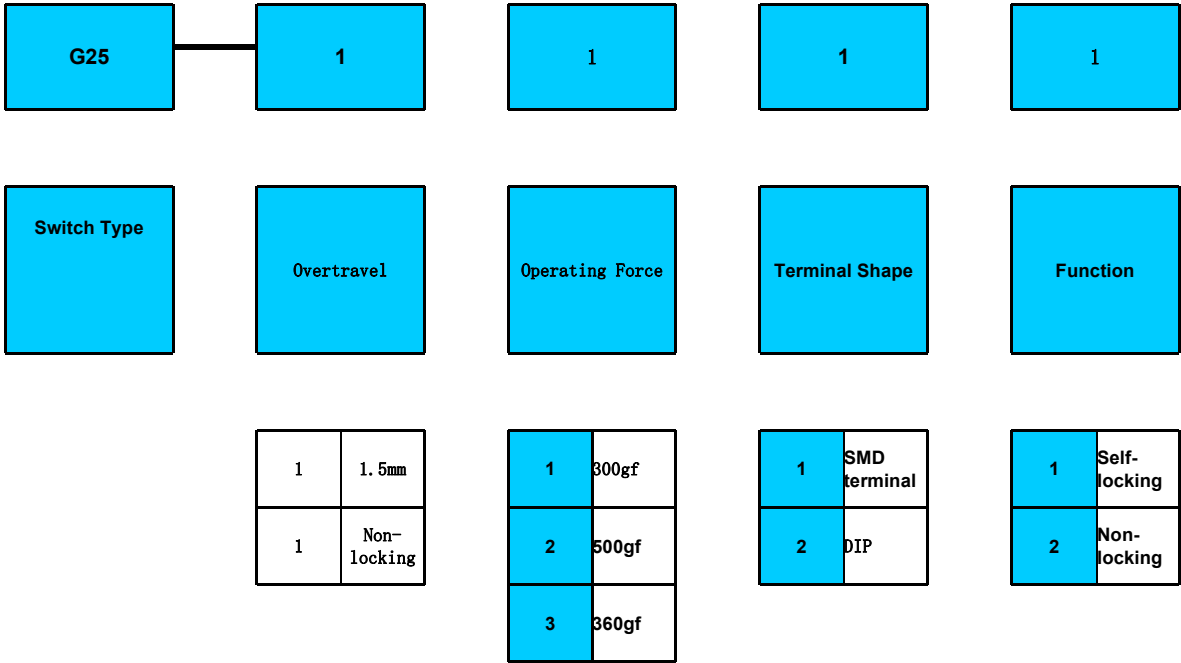 G25
1
1
1
1
Switch Type
Overtravel
Operating Force
Terminal Shape
Function
1
1.5mm
1
Non-
locking
1
300gf
2
500gf
3
360gf
1
SMD
terminal
2
DIP
1
Self-
locking
2
Non-
locking